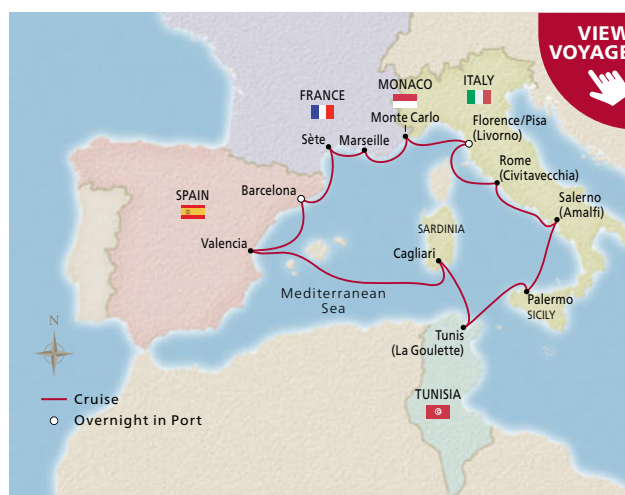 VIEW
VOYAGE
MONACO
ITALY
FRANCE
Monte Carlo
Florence/Pisa
(Livorno)
Sète
Marseille
Rome
(Civitavecchia)
SPAIN
Barcelona
Salerno
(Amalfi)
Valencia
SARDINIA
Cagliari
Mediterranean
Sea
Palermo
SICILY
N
Tunis
(La Goulette)
TUNISIA
Cruise
Overnight in Port